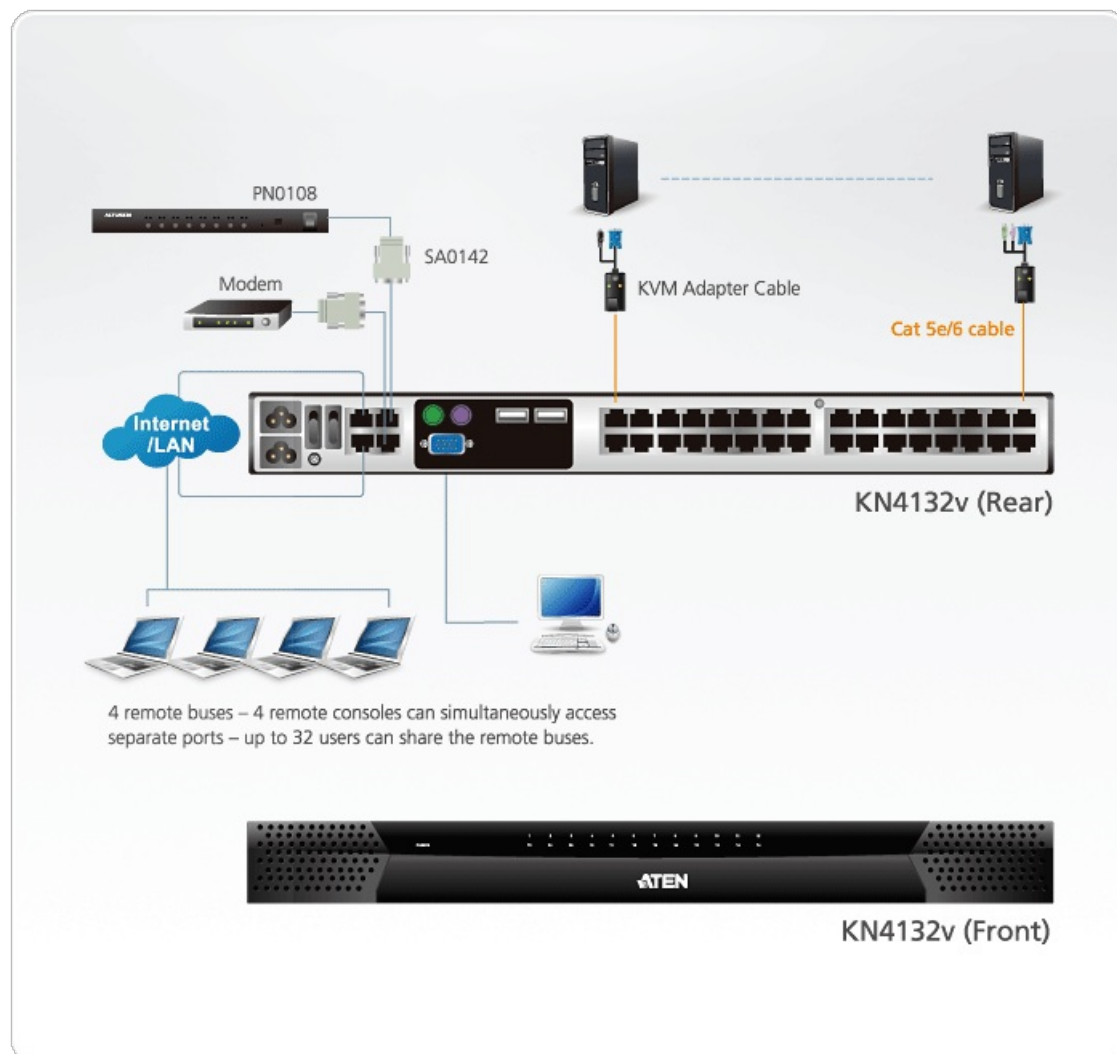 PN0108
SA0142
Modem
KVM Adapter Cable
Cat 5e/6 cable
Internet
/LAN
KN4132v (Rear)
4 remote buses – 4 remote consoles can simultaneously access
separate ports – up to 32 users can share the remote buses.
ATEN
KN4132v (Front)